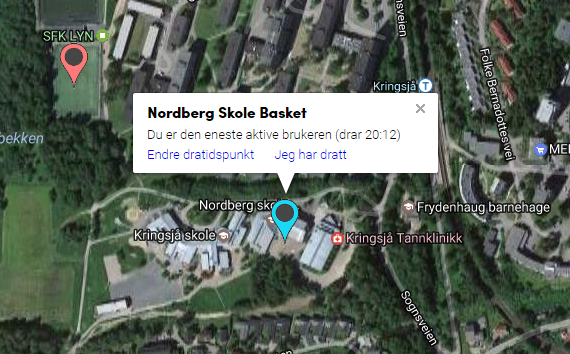 SFK LYN
Kringsjå T
Folke Bernadottes vei
bekken
Nordberg Skole Basket
Du er den eneste aktive brukeren (drar 20:12)
Endre dratidspunkt Jeg har dratt
MEN
Nordberg sko
Frydenhaug barnehage
Kringsjå skole
Kringsjå Tannklinikk
Sognsveien